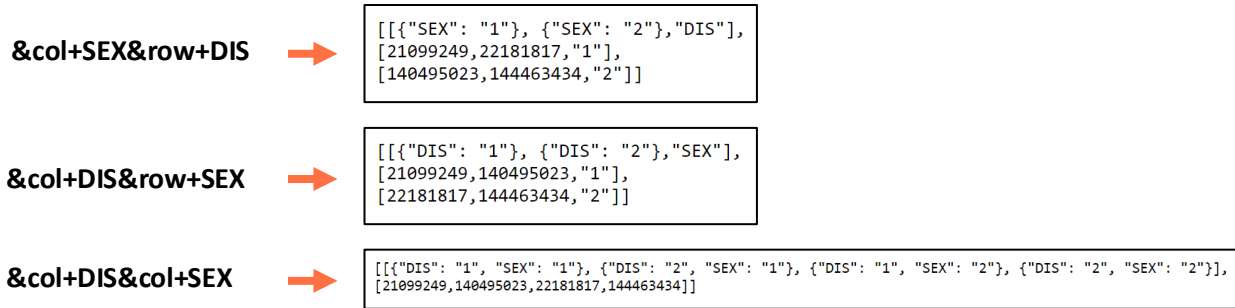 &col+SEX&row+DIS
[[{"SEX": "1"}, {"SEX": "2"},"DIS"],
[21099249,22181817,"1"],
[140495023,144463434,"2"]]
&col+DIS&row+SEX
[[{"DIS": "1"}, {"DIS": "2"},"SEX"],
[21099249,140495023,"1"],
[22181817,144463434,"2"]]
&col+DIS&col+SEX
[[{"DIS": "1", "SEX": "1"}, {"DIS": "2", "SEX": "1"}, {"DIS": "1", "SEX": "2"}, {"DIS": "2", "SEX": "2"}],
[21099249,140495023,22181817,144463434]]